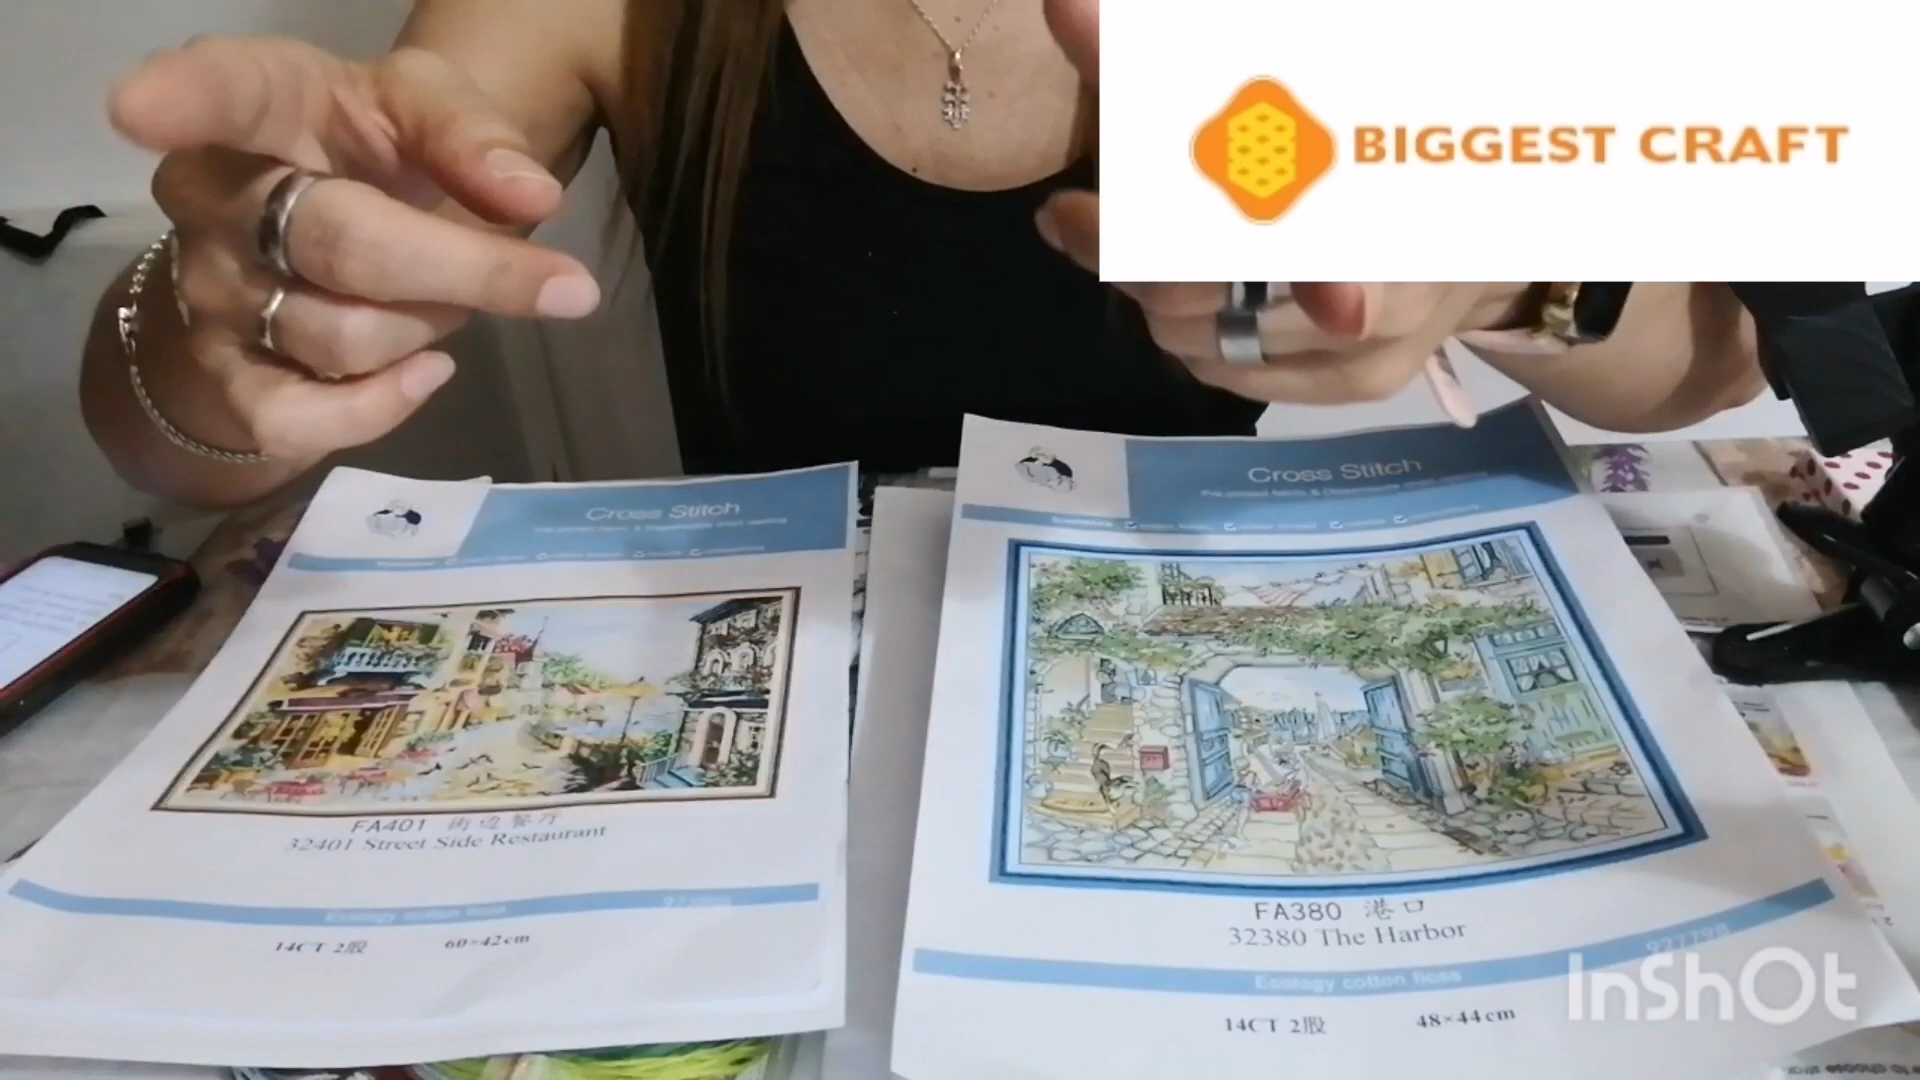 BIGGEST CRAFT
Cross Stitch
FA401 街边餐厅
32401 Street Side Restaurant
Ecology cotton floss
14CT 2股 60×42cm
Cross Stitch
FA380 港口
32380 The Harbor
927798
Ecology cotton floss
14CT 2股 48×44cm
InShOt